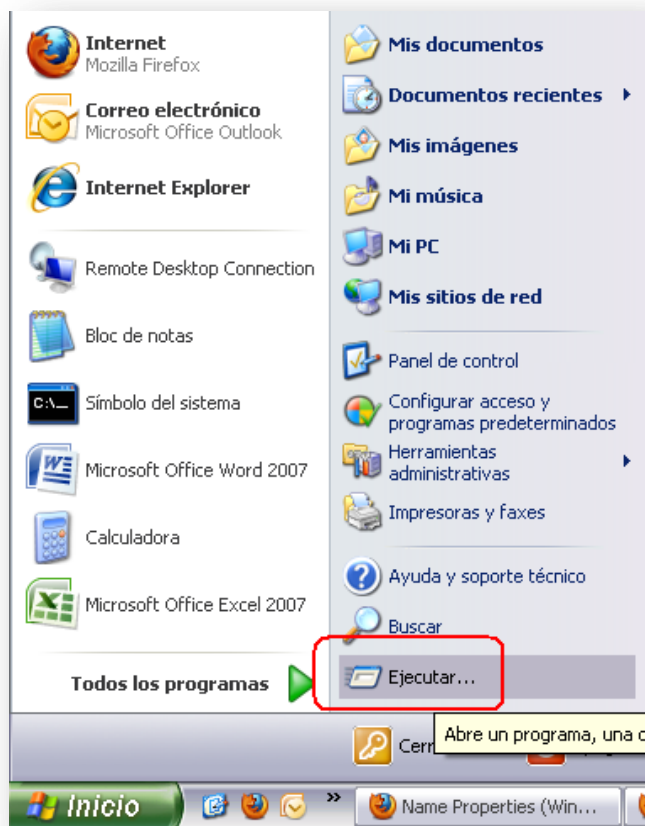 Internet
Mozilla Firefox
Correo electrónico
Microsoft Office Outlook
Internet Explorer
Remote Desktop Connection
Bloc de notas
C:\_
Símbolo del sistema
Microsoft Office Word 2007
Calculadora
Microsoft Office Excel 2007
Todos los programas
Mis documentos
Documentos recientes
Mis imágenes
Mi música
Mi PC
Mis sitios de red
Panel de control
Configurar acceso y
programas predeterminados
Herramientas
administrativas
Impresoras y faxes
Ayuda y soporte técnico
Buscar
Ejecutar...
Cerr
Abre un programa, una c
Inicio
»
Name Properties (Win...